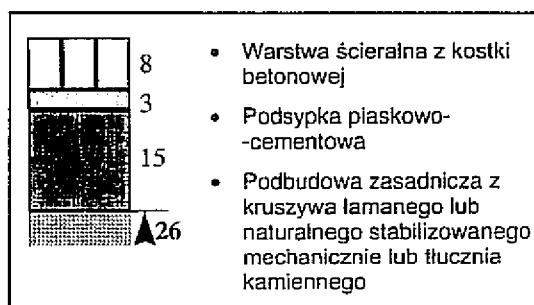 8
3
15
26
• Warstwa ścieralna z kostki
betonowej
• Podsypka piaskowo-
-cementowa
• Podbudowa zasadnicza z
kruszywa łamanego lub
naturalnego stabilizowanego
mechanicznie lub tłucznia
kamiennego